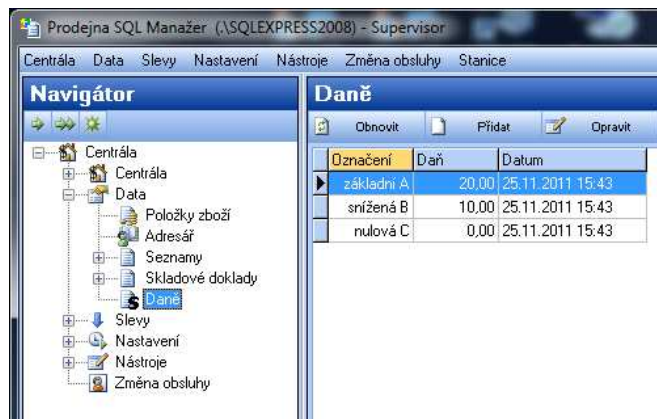 Prodejna SQL Manažer (.\SQLEXPRESS2008) - Supervisor
Centrála Data Slevy Nastavení Nástroje Změna obsluhy Stanice
Navigátor
Centrála
Centrála
Data
Položky zboží
Adresář
Seznamy
Skladové doklady
Daně
Slevy
Nastavení
Nástroje
Změna obsluhy
Daně
Obnovit Přidat Opravit
Označení Daň Datum
základni A 20,00 25.11.2011 15:43
snížená B 10,00 25.11.2011 15:43
nulová C 0,00 25.11.2011 15:43